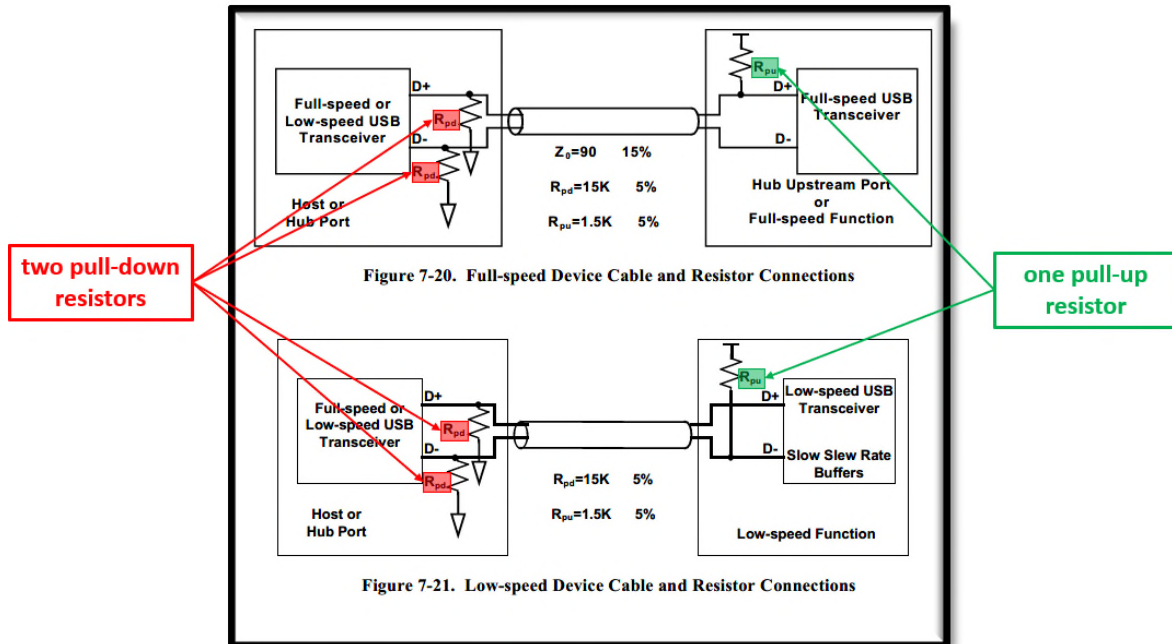 D+
Full-speed or
Low-speed USB
Transceiver
Rpd
D-
Rpd
Host or
Hub Port
Z0=90 15%
Rpd=15K 5%
Rpu=1.5K 5%
Rpu
D+
Full-speed USB
Transceiver
D-
Hub Upstream Port
or
Full-speed Function
Figure 7-20. Full-speed Device Cable and Resistor Connections
two pull-down
resistors
one pull-up
resistor
D+
Full-speed or
Low-speed USB
Transceiver
Rpd
D-
Rpd
Host or
Hub Port
Rpd=15K 5%
Rpu=1.5K 5%
Rpu
D+
Low-speed USB
Transceiver
D-
Slow Slew Rate
Buffers
Low-speed Function
Figure 7-21. Low-speed Device Cable and Resistor Connections